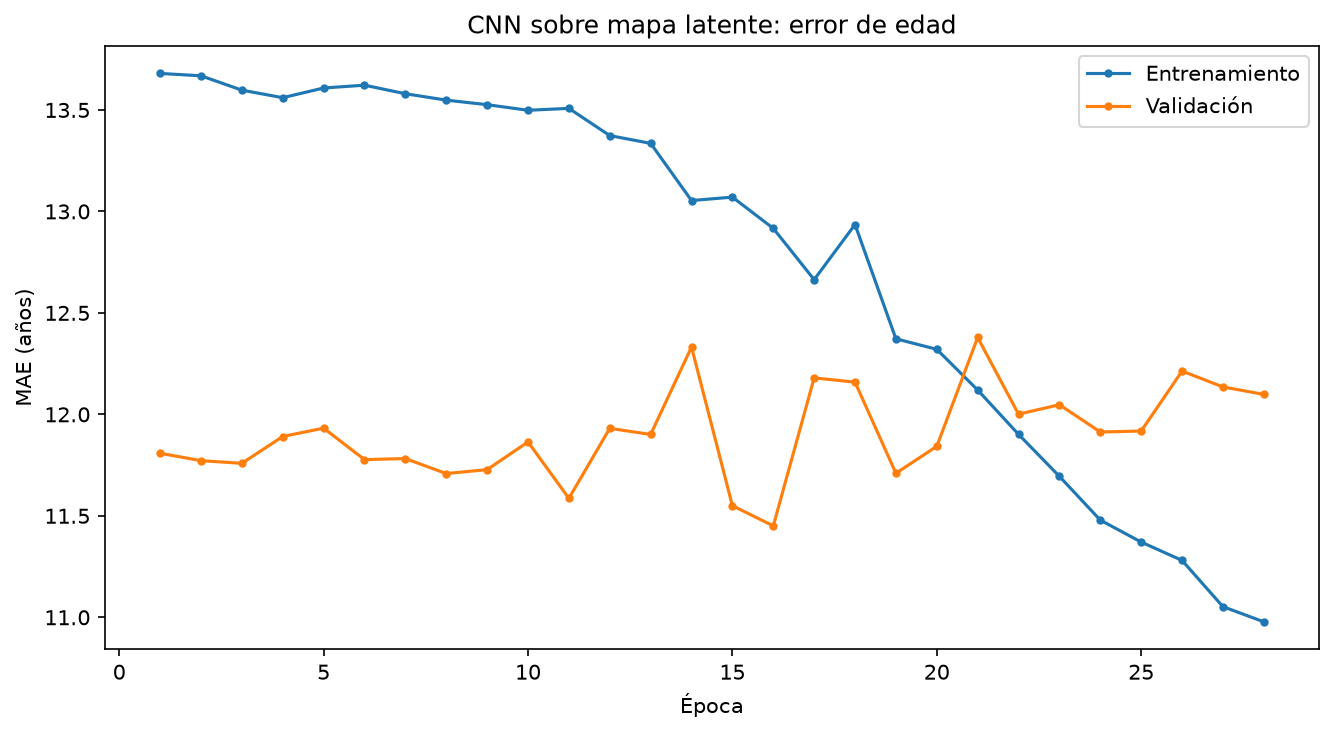 CNN sobre mapa latente: error de edad
Entrenamiento
Validación
MAE (años)
13.5
13.0
12.5
12.0
11.5
11.0
0 5 10 15 20 25
Época